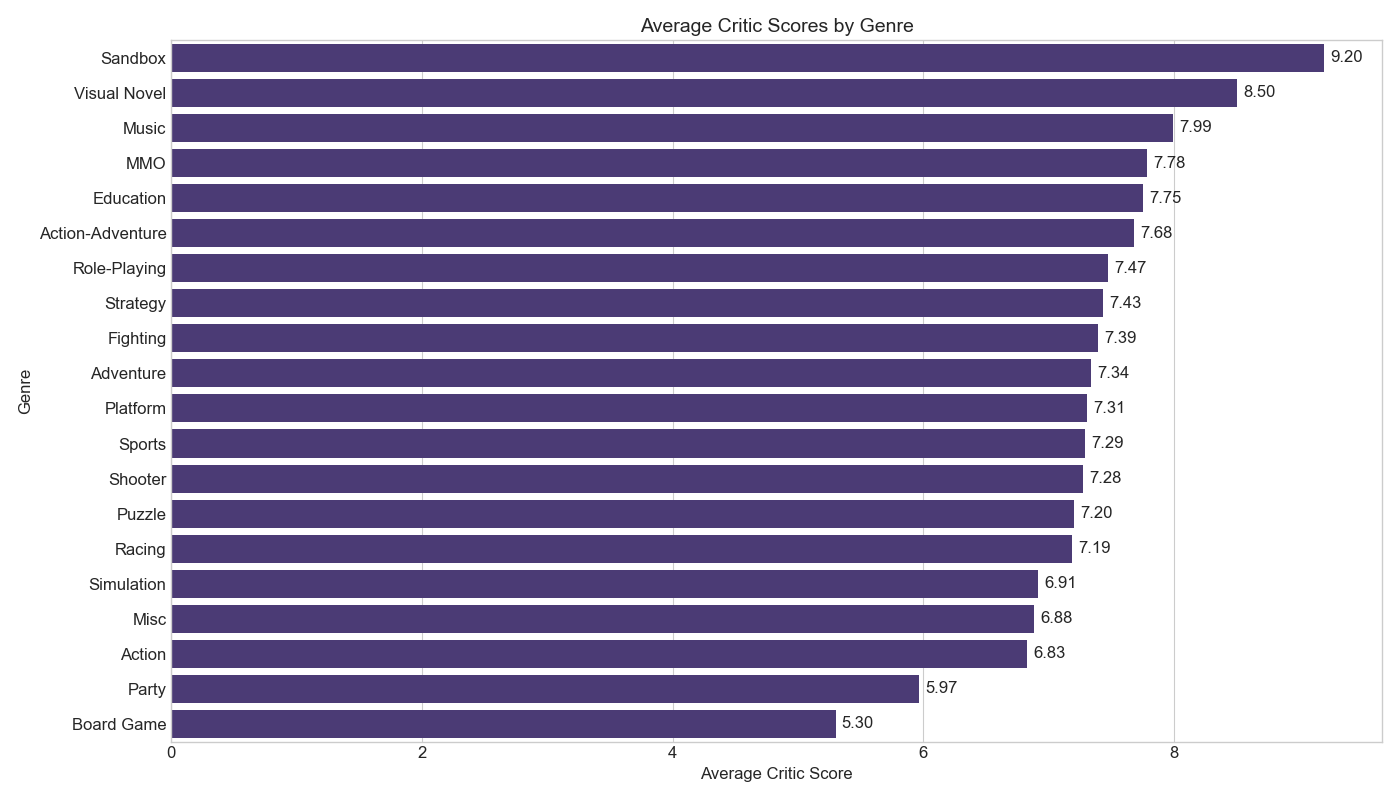 Average Critic Scores by Genre
Genre
Sandbox 9.20
Visual Novel 8.50
Music 7.99
MMO 7.78
Education 7.75
Action-Adventure 7.68
Role-Playing 7.47
Strategy 7.43
Fighting 7.39
Adventure 7.34
Platform 7.31
Sports 7.29
Shooter 7.28
Puzzle 7.20
Racing 7.19
Simulation 6.91
Misc 6.88
Action 6.83
Party 5.97
Board Game 5.30
0 2 4 6 8
Average Critic Score